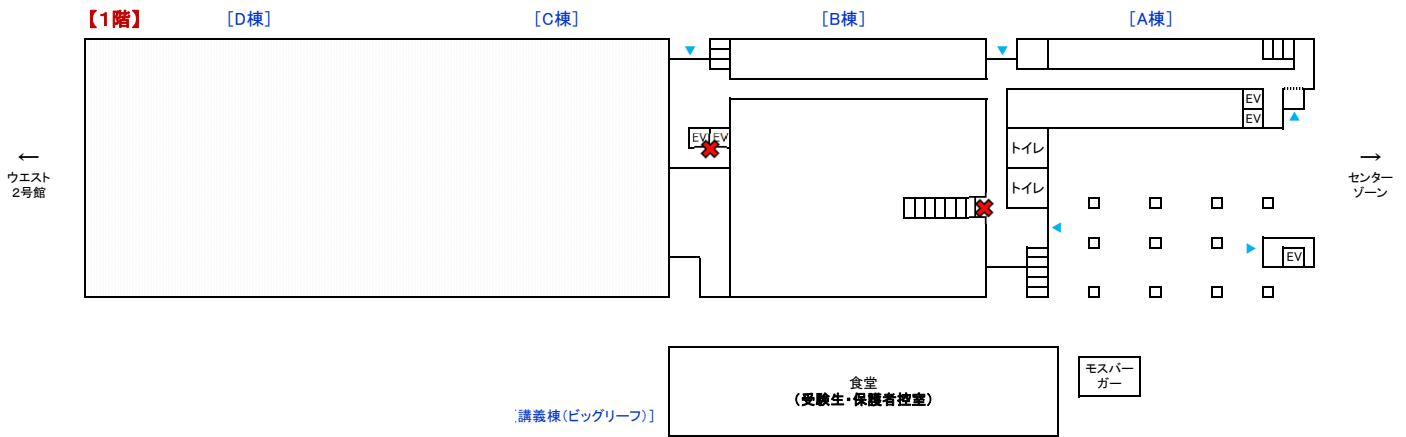 【1階】
［D棟］
［C棟］
［B棟］
［A棟］
EV
EV
EV
EV
トイレ
トイレ
←
ウエスト
2号館
→
センター
ゾーン
EV
食堂
（受験生・保護者控室）
モスバー
ガー
［講義棟（ビッグリーフ）］